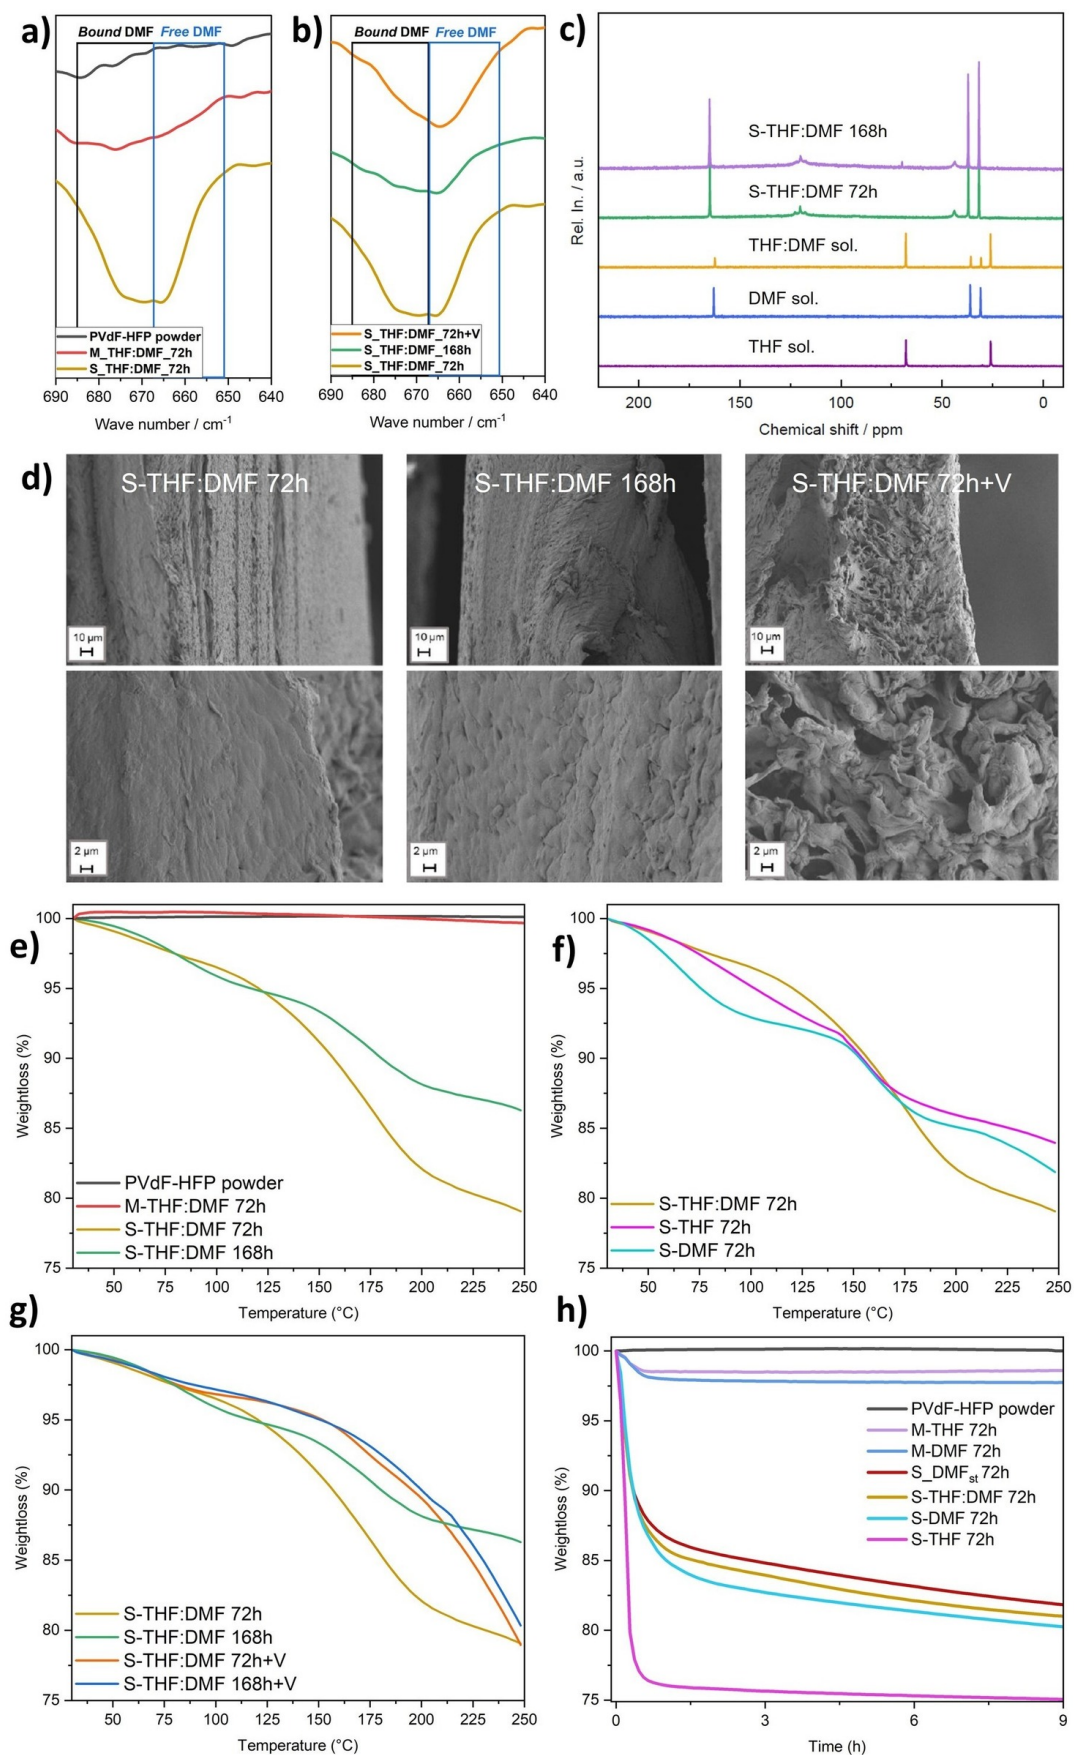 a)
Bound DMF Free DMF
PVdF-HFP powder
M_THF:DMF_72h
S_THF:DMF_72h
690 680 670 660 650 640
Wave number / cm-1
b)
Bound DMF Free DMF
S_THF:DMF_72h+V
S_THF:DMF_168h
S_THF:DMF_72h
690 680 670 660 650 640
Wave number / cm-1
c)
Rel. In. / a.u.
S-THF:DMF 168h
S-THF:DMF 72h
THF:DMF sol.
DMF sol.
THF sol.
200 150 100 50 0
Chemical shift / ppm
d)
S-THF:DMF 72h
S-THF:DMF 168h
S-THF:DMF 72h+V
10 µm
10 µm
10 µm
2 µm
2 µm
2 µm
e)
Weightloss (%)
100
95
90
85
80
75
PVdF-HFP powder
M-THF:DMF 72h
S-THF:DMF 72h
S-THF:DMF 168h
50 75 100 125 150 175 200 225 250
Temperature (°C)
f)
Weightloss (%)
100
95
90
85
80
75
S-THF:DMF 72h
S-THF 72h
S-DMF 72h
50 75 100 125 150 175 200 225 250
Temperature (°C)
g)
Weightloss (%)
100
95
90
85
80
75
S-THF:DMF 72h
S-THF:DMF 168h
S-THF:DMF 72h+V
S-THF:DMF 168h+V
50 75 100 125 150 175 200 225 250
Temperature (°C)
h)
Weightloss (%)
100
95
90
85
80
75
PVdF-HFP powder
M-THF 72h
M-DMF 72h
S_DMFst 72h
S-THF:DMF 72h
S-DMF 72h
S-THF 72h
0 3 6 9
Time (h)